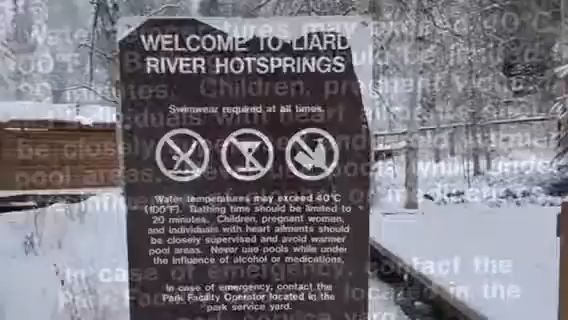 WELCOME TO LIARD
RIVER HOTSPRINGS
Swimwear required at all times.
Water temperatures may exceed 40°C
(100°F). Bathing time should be limited to
20 minutes. Children, pregnant women,
and individuals with heart ailments should
be closely supervised and avoid warmer
pool areas. Never use pools while under
the influence of alcohol or medications.
In case of emergency, contact the
Park Facility Operator located in the
park service yard.